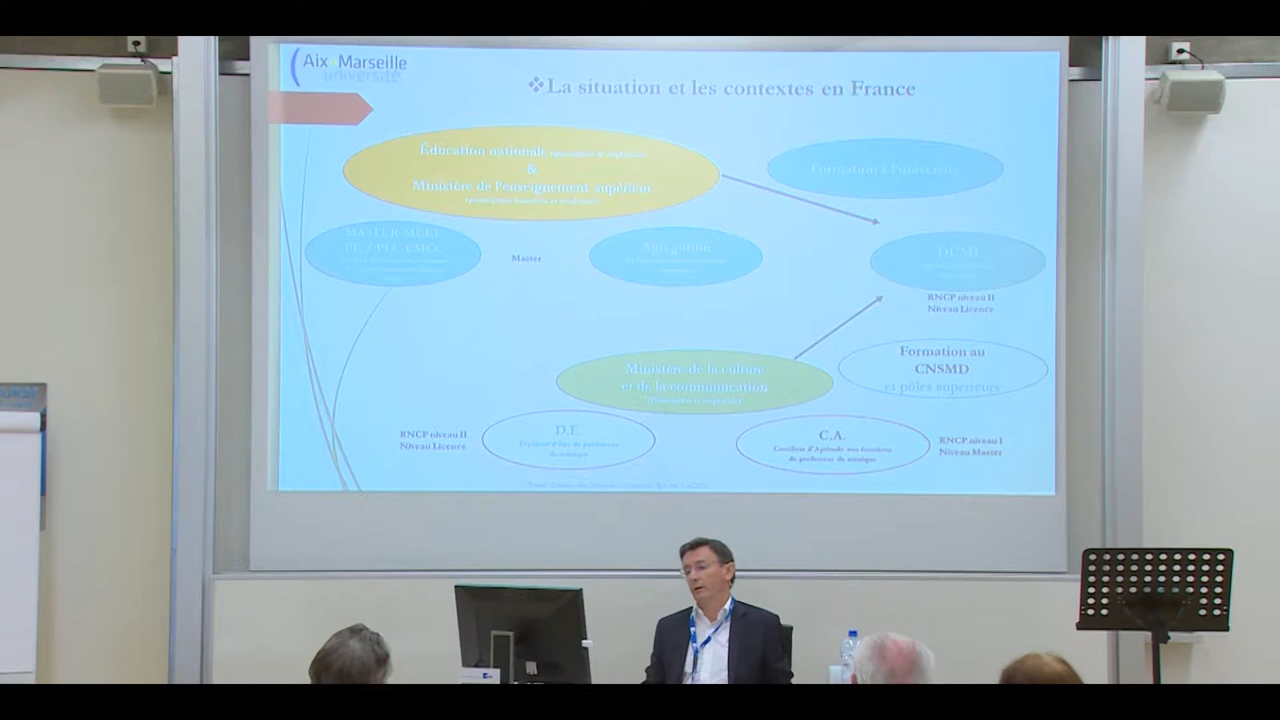 Aix Marseille
université
❖La situation et les contextes en France
Éducation nationale
&
Ministère de l'enseignement supérieur
Formation à l'université
MASTER MEEF
PE / PLC EMCC
Master
Agrégation
DUMI
RNCP niveau II
Niveau Licence
Ministère de la culture
et de la communication
Formation au
CNSMD
et pôles supérieurs
RNCP niveau II
Niveau Licence
D.E.
Diplôme d'état de professeur
de musique
C.A.
Certificat d'Aptitude aux fonctions
de professeur de musique
RNCP niveau I
Niveau Master